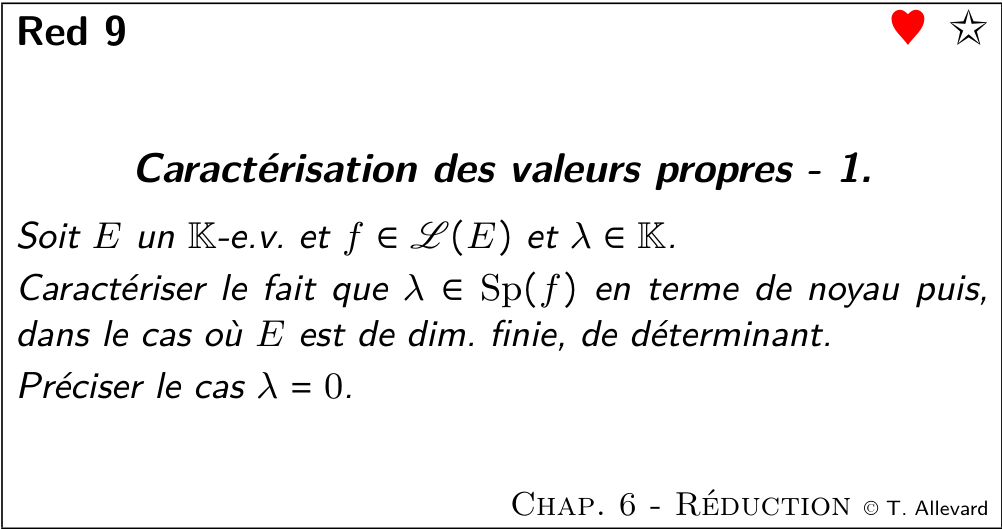 Red 9 ♥ ☆
Caractérisation des valeurs propres - 1.
Soit E un 𝕂-e.v. et f ∈ ℒ(E) et λ ∈ 𝕂.
Caractériser le fait que λ ∈ Sp(f) en terme de noyau puis,
dans le cas où E est de dim. finie, de déterminant.
Préciser le cas λ = 0.
Chap. 6 - Réduction © T. Allevard